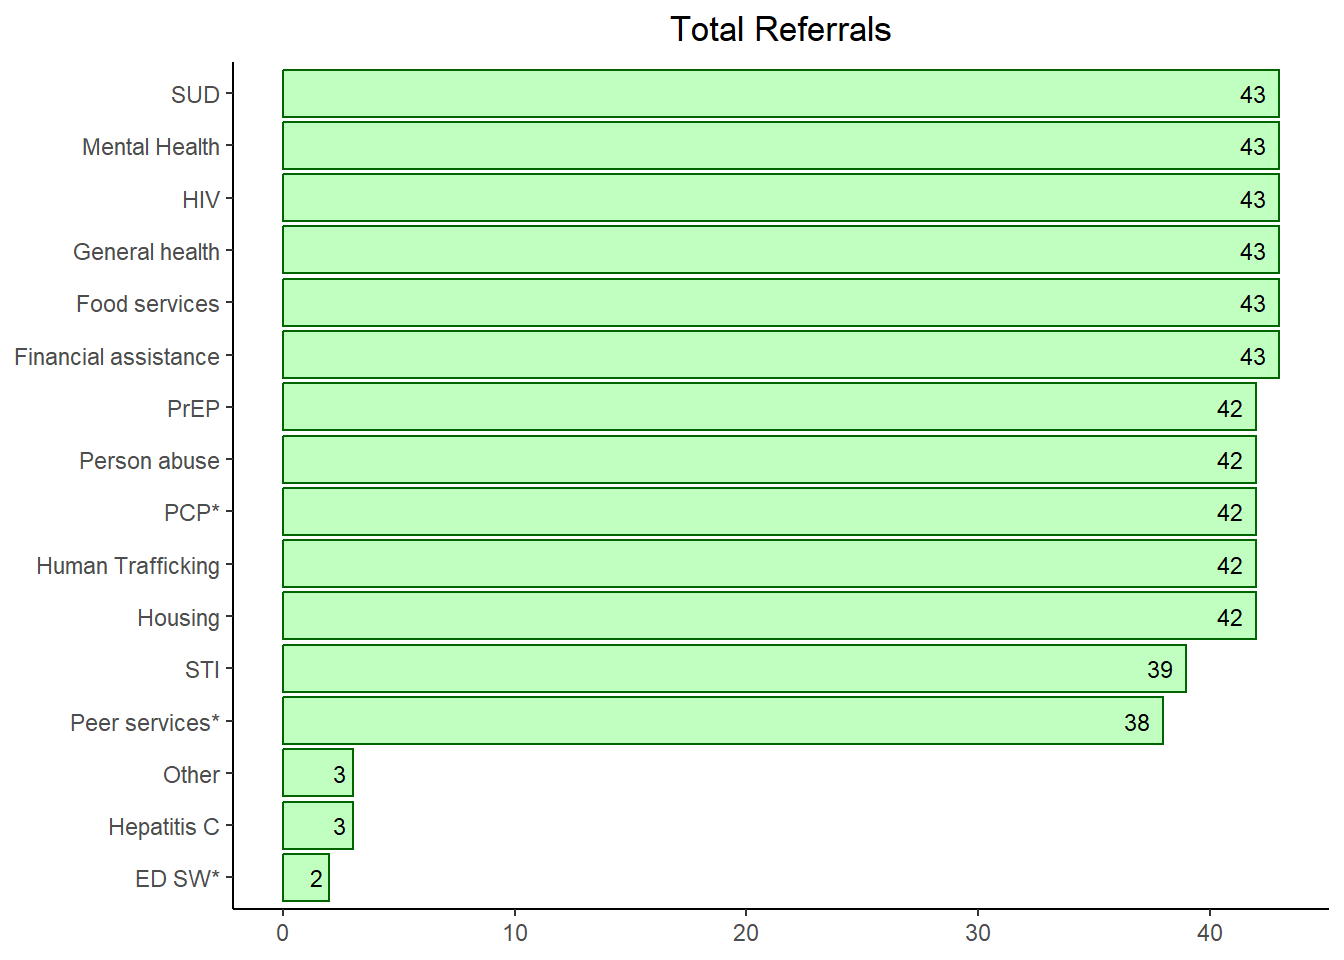 Total Referrals
SUD 43
Mental Health 43
HIV 43
General health 43
Food services 43
Financial assistance 43
PrEP 42
Person abuse 42
PCP* 42
Human Trafficking 42
Housing 42
STI 39
Peer services* 38
Other 3
Hepatitis C 3
ED SW* 2
0 10 20 30 40